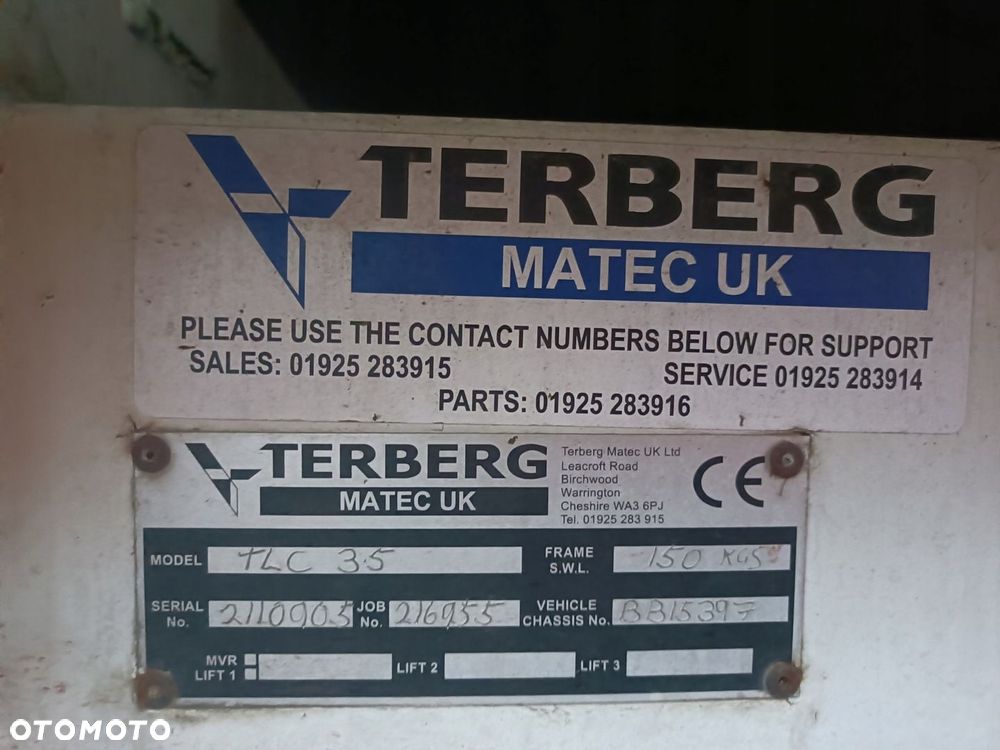 TERBERG
MATEC UK
PLEASE USE THE CONTACT NUMBERS BELOW FOR SUPPORT
SALES: 01925 283915 SERVICE 01925 283914
PARTS: 01925 283916
TERBERG
MATEC UK
Terberg Matec UK Ltd
Leacroft Road
Birchwood
Warrington
Cheshire WA3 6PJ
Tel. 01925 283 915
CE
MODEL TLC 3.5 FRAME S.W.L. 150 KGS
SERIAL No. 2110903 JOB No. 216955 VEHICLE CHASSIS No. BB15397
MVR
LIFT 1 LIFT 2 LIFT 3
OTOMOTO